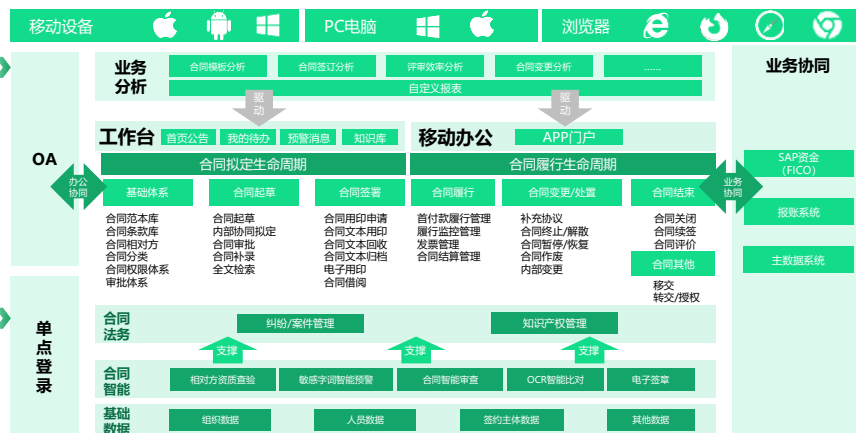 移动设备
PC电脑
浏览器
业务
分析
合同模板分析
合同签订分析
评审效率分析
合同变更分析
......
自定义报表
业务协同
驱
动
驱
动
工作台
首页公告
我的待办
预警消息
知识库
移动办公
APP门户
OA
合同拟定生命周期
合同履行生命周期
SAP资金
(FICO)
办公
协同
业务
协同
基础体系
合同起草
合同签署
合同履行
合同变更/处置
合同结束
合同范本库
合同条款库
合同相对方
合同分类
合同权限体系
审批体系
合同起草
内部协同拟定
合同审批
合同补录
全文检索
合同用印申请
合同文本用印
合同文本回收
合同文本归档
电子用印
合同借阅
首付款履行管理
履行监控管理
发票管理
合同结算管理
补充协议
合同终止/解散
合同暂停/恢复
合同作废
内部变更
合同关闭
合同续签
合同评价
合同其他
移交
转交/授权
报账系统
主数据系统
单
点
登
录
合同
法务
纠纷/案件管理
知识产权管理
支撑
支撑
支撑
合同
智能
相对方资质查验
敏感字词智能预警
合同智能审查
OCR智能比对
电子签章
基础
数据
组织数据
人员数据
签约主体数据
其他数据